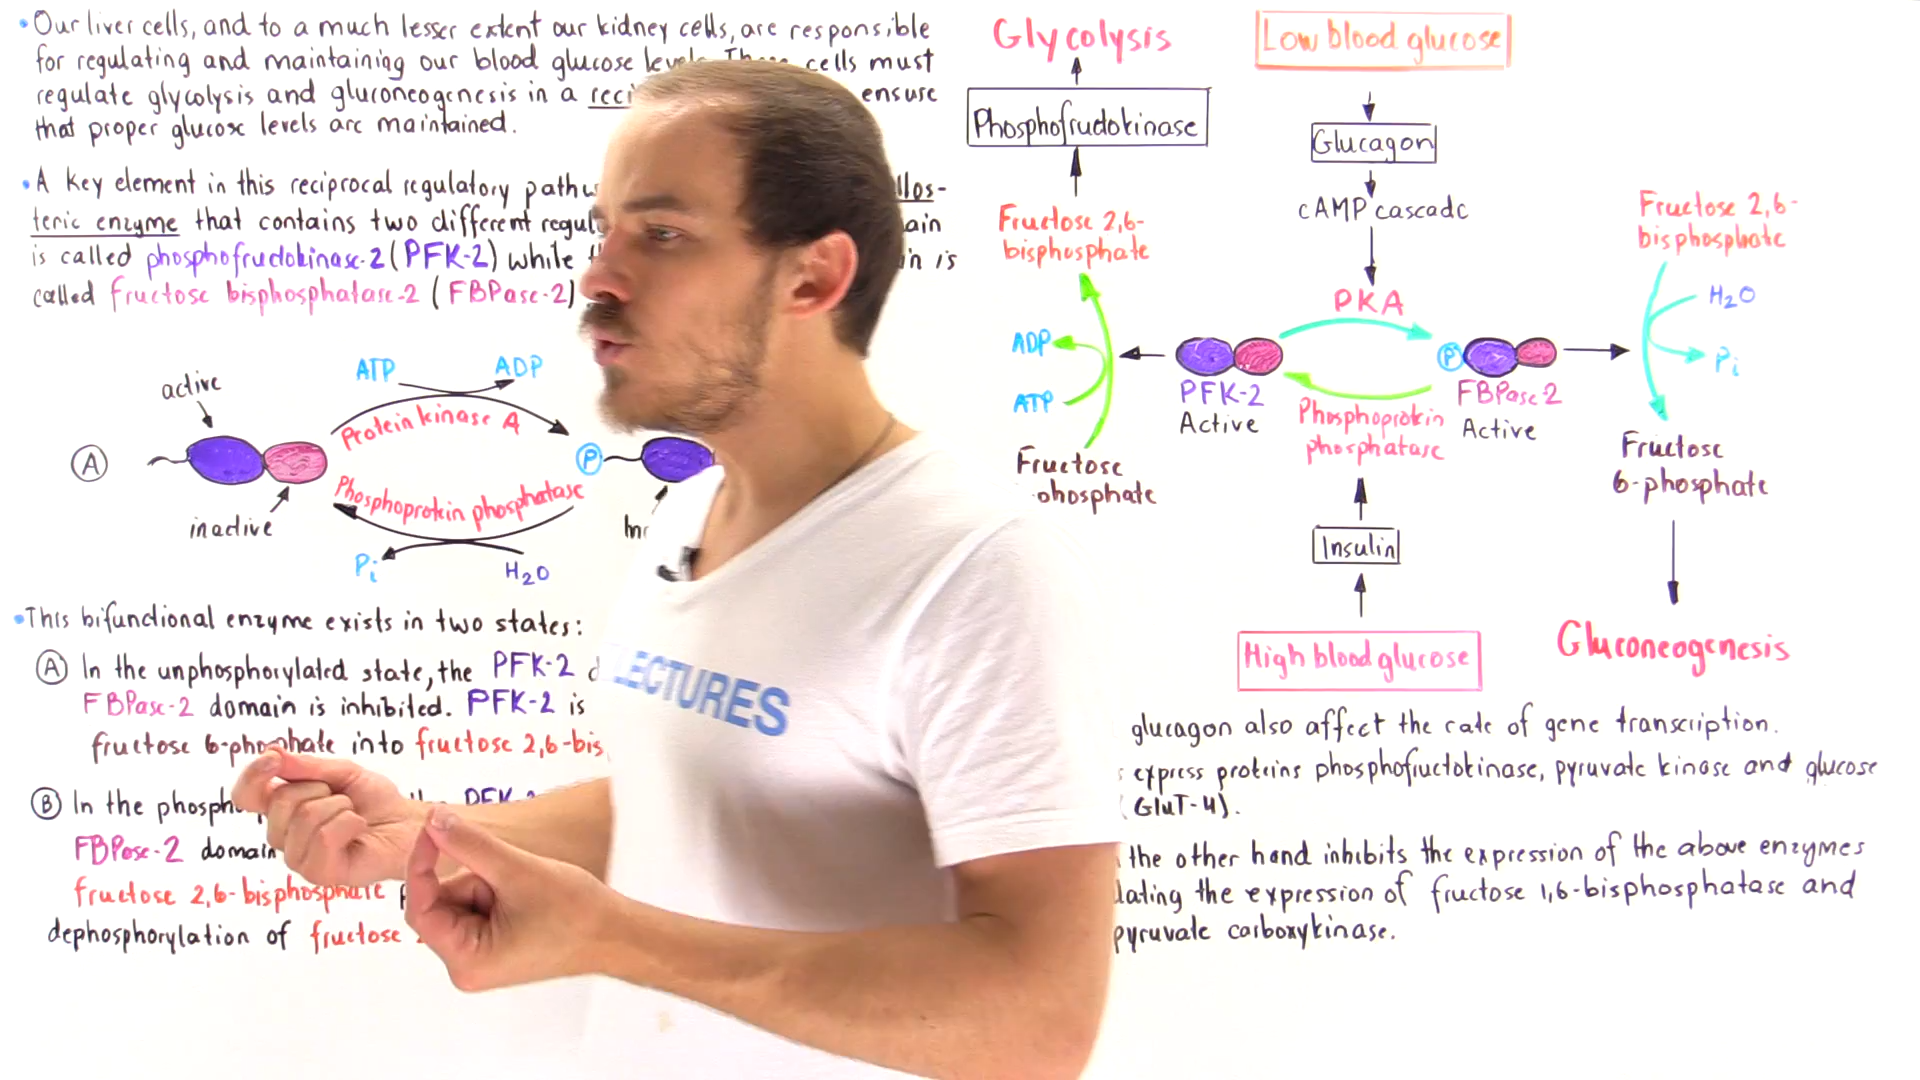 • Our liver cells, and to a much lesser extent our kidney cells, are responsible
for regulating and maintaining our blood glucose cells must
regulate glycolysis and gluconeogenesis in a ensure
that proper glucose levels are maintained.
• A key element in this reciprocal regulatory
teric enzyme that contains two different
is called phosphofructokinase-2 (PFK-2) while is
called fructose bisphosphatase-2 (FBPase-2)
active
ATP ADP
Protein kinase A
A
P
inactive
Phosphoprotein phosphatase
Pi H2O
• This bifunctional enzyme exists in two states:
A In the unphosphorylated state, the PFK-2
FBPase-2 domain is inhibited. PFK-2 is
fructose 6-phosphate into fructose 2,6-bis
B In the PFK-2
FBPase-2 domain
fructose 2,6-bisphosphate
dephosphorylation of fructose
LECTURES
Glycolysis
Phosphofrudokinase
Fructose 2,6-
bisphosphate
ADP
ATP
Fructose
phosphate
Low blood glucose
Glucagon
cAMP cascade
PKA
P
PFK-2
Active
FBPase-2
Active
Phosphoprotein
phosphatase
Insulin
High blood glucose
Fructose 2,6-
bisphosphate
H2O
Pi
Fructose
6-phosphate
Gluconeogenesis
glucagon also affect the rate of gene transcription.
express proteins phosphofructokinase, pyruvate kinase and glucose
(GluT-4).
the other hand inhibits the expression of the above enzymes
lating the expression of fructose 1,6-bisphosphatase and
pyruvate carboxykinase.